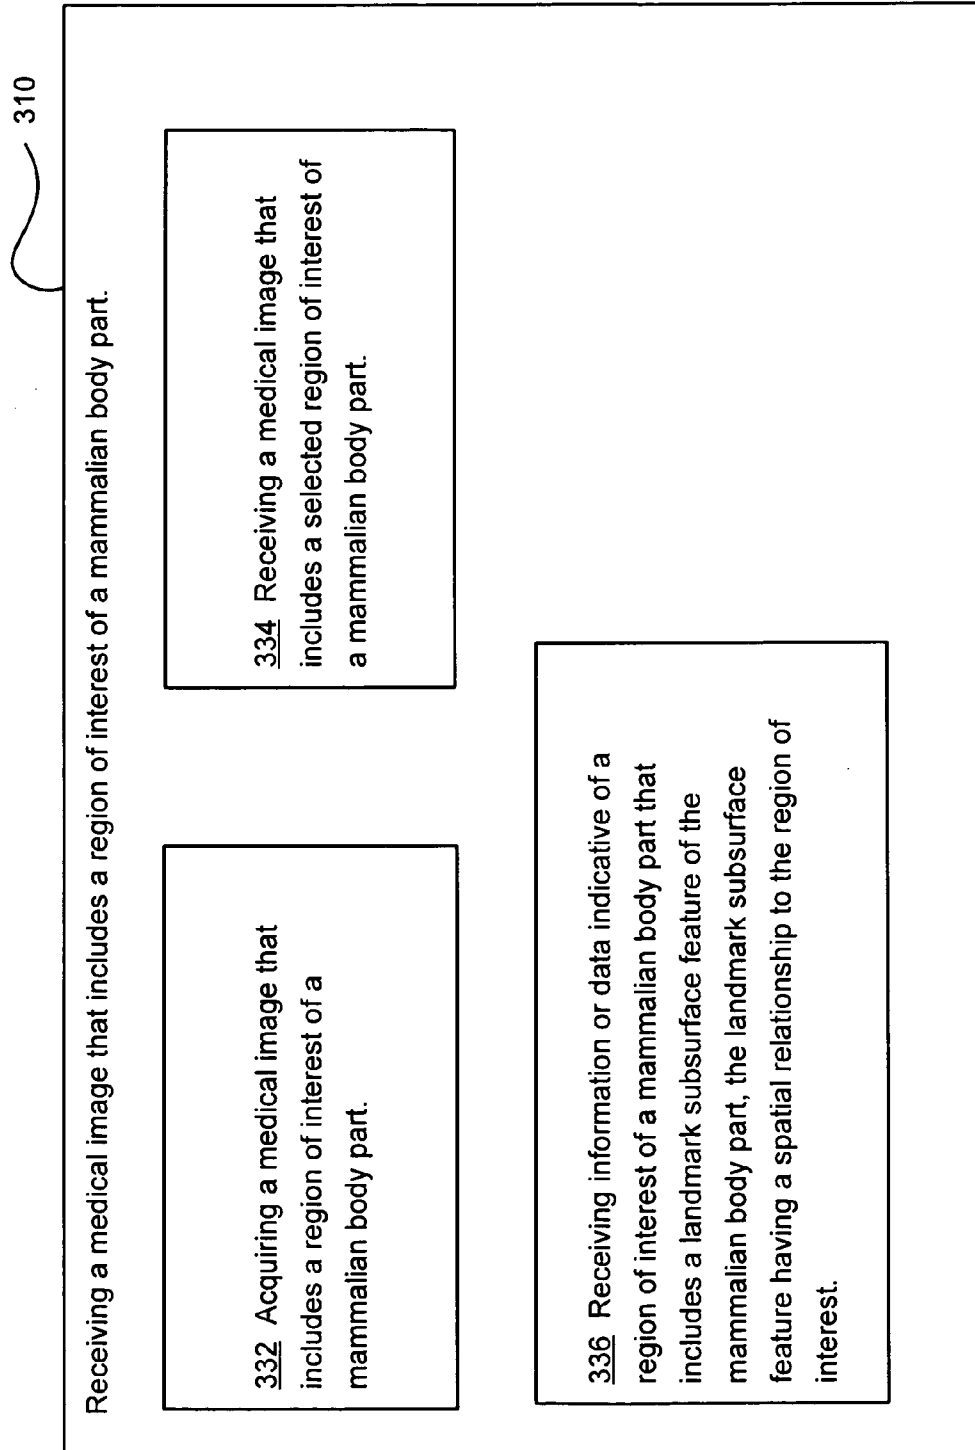 310
Receiving a medical image that includes a region of interest of a mammalian body part.
332 Acquiring a medical image that
includes a region of interest of a
mammalian body part.
334 Receiving a medical image that
includes a selected region of interest of
a mammalian body part.
336 Receiving information or data indicative of a
region of interest of a mammalian body part that
includes a landmark subsurface feature of the
mammalian body part, the landmark subsurface
feature having a spatial relationship to the region of
interest.